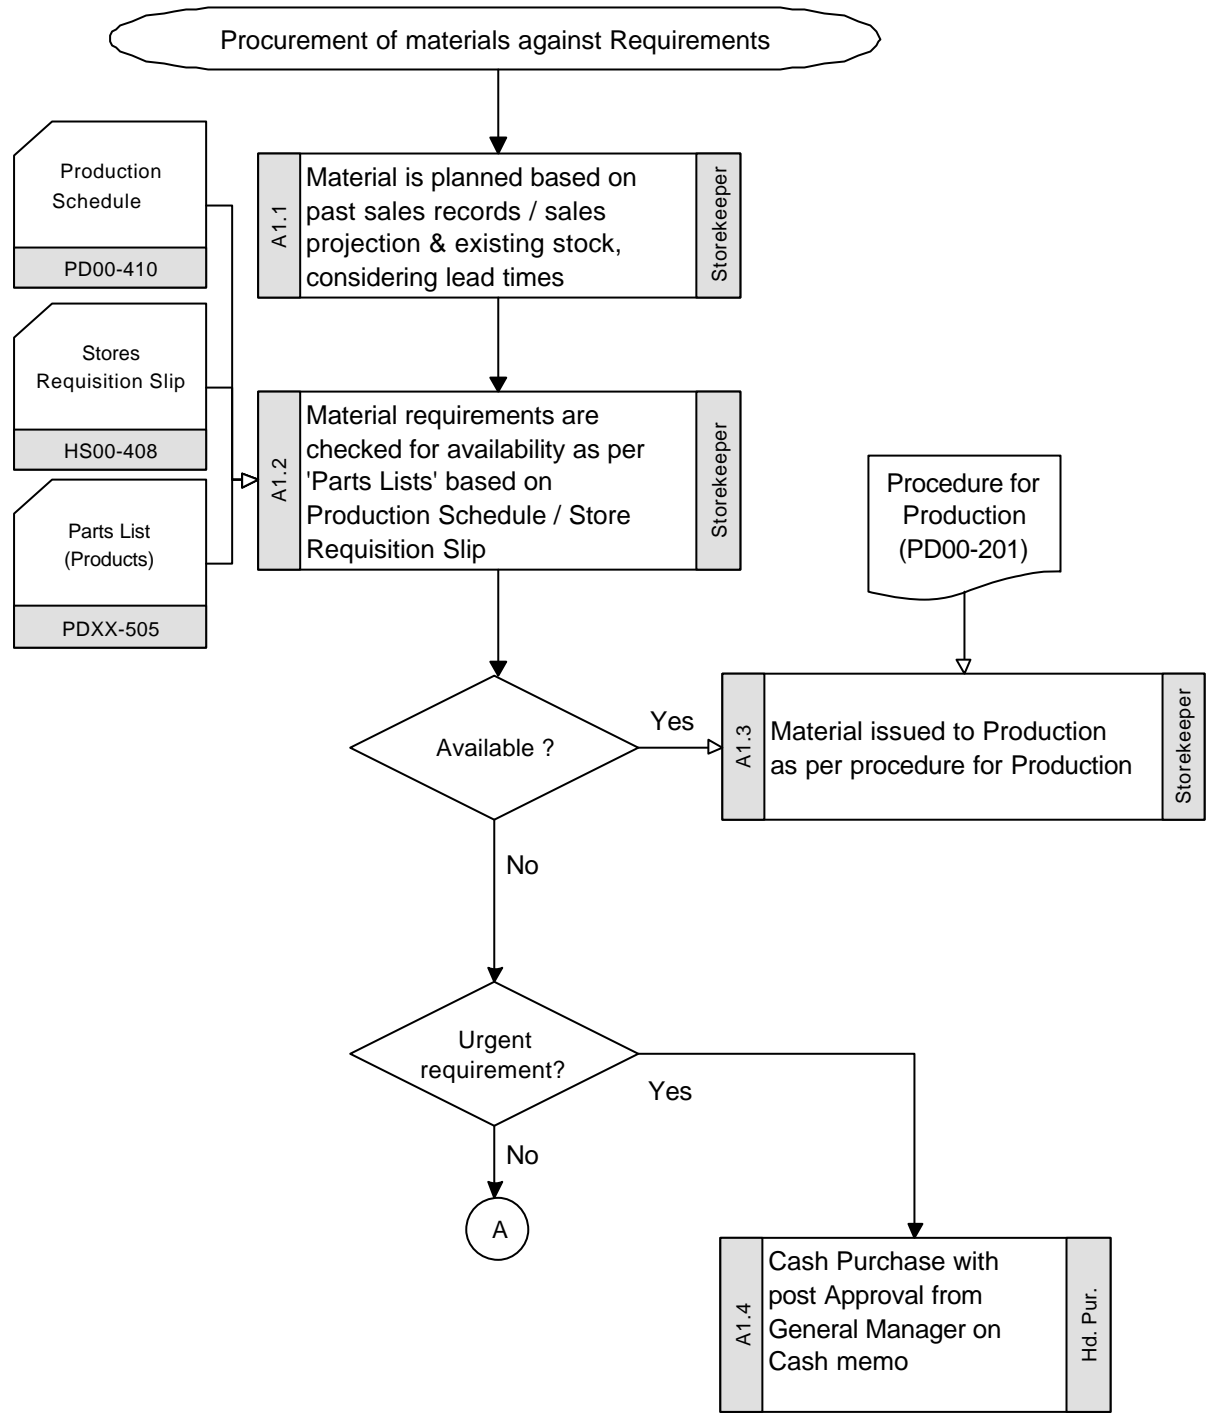 Procurement of materials against Requirements
Production
Schedule
PD00-410
A1.1
Material is planned based on
past sales records / sales
projection & existing stock,
considering lead times
Storekeeper
Stores
Requisition Slip
HS00-408
A1.2
Material requirements are
checked for availability as per
'Parts Lists' based on
Production Schedule / Store
Requisition Slip
Storekeeper
Parts List
(Products)
PDXX-505
Procedure for
Production
(PD00-201)
Available ?
Yes
A1.3
Material issued to Production
as per procedure for Production
Storekeeper
No
Urgent
requirement?
Yes
No
A
A1.4
Cash Purchase with
post Approval from
General Manager on
Cash memo
Hd. Pur.